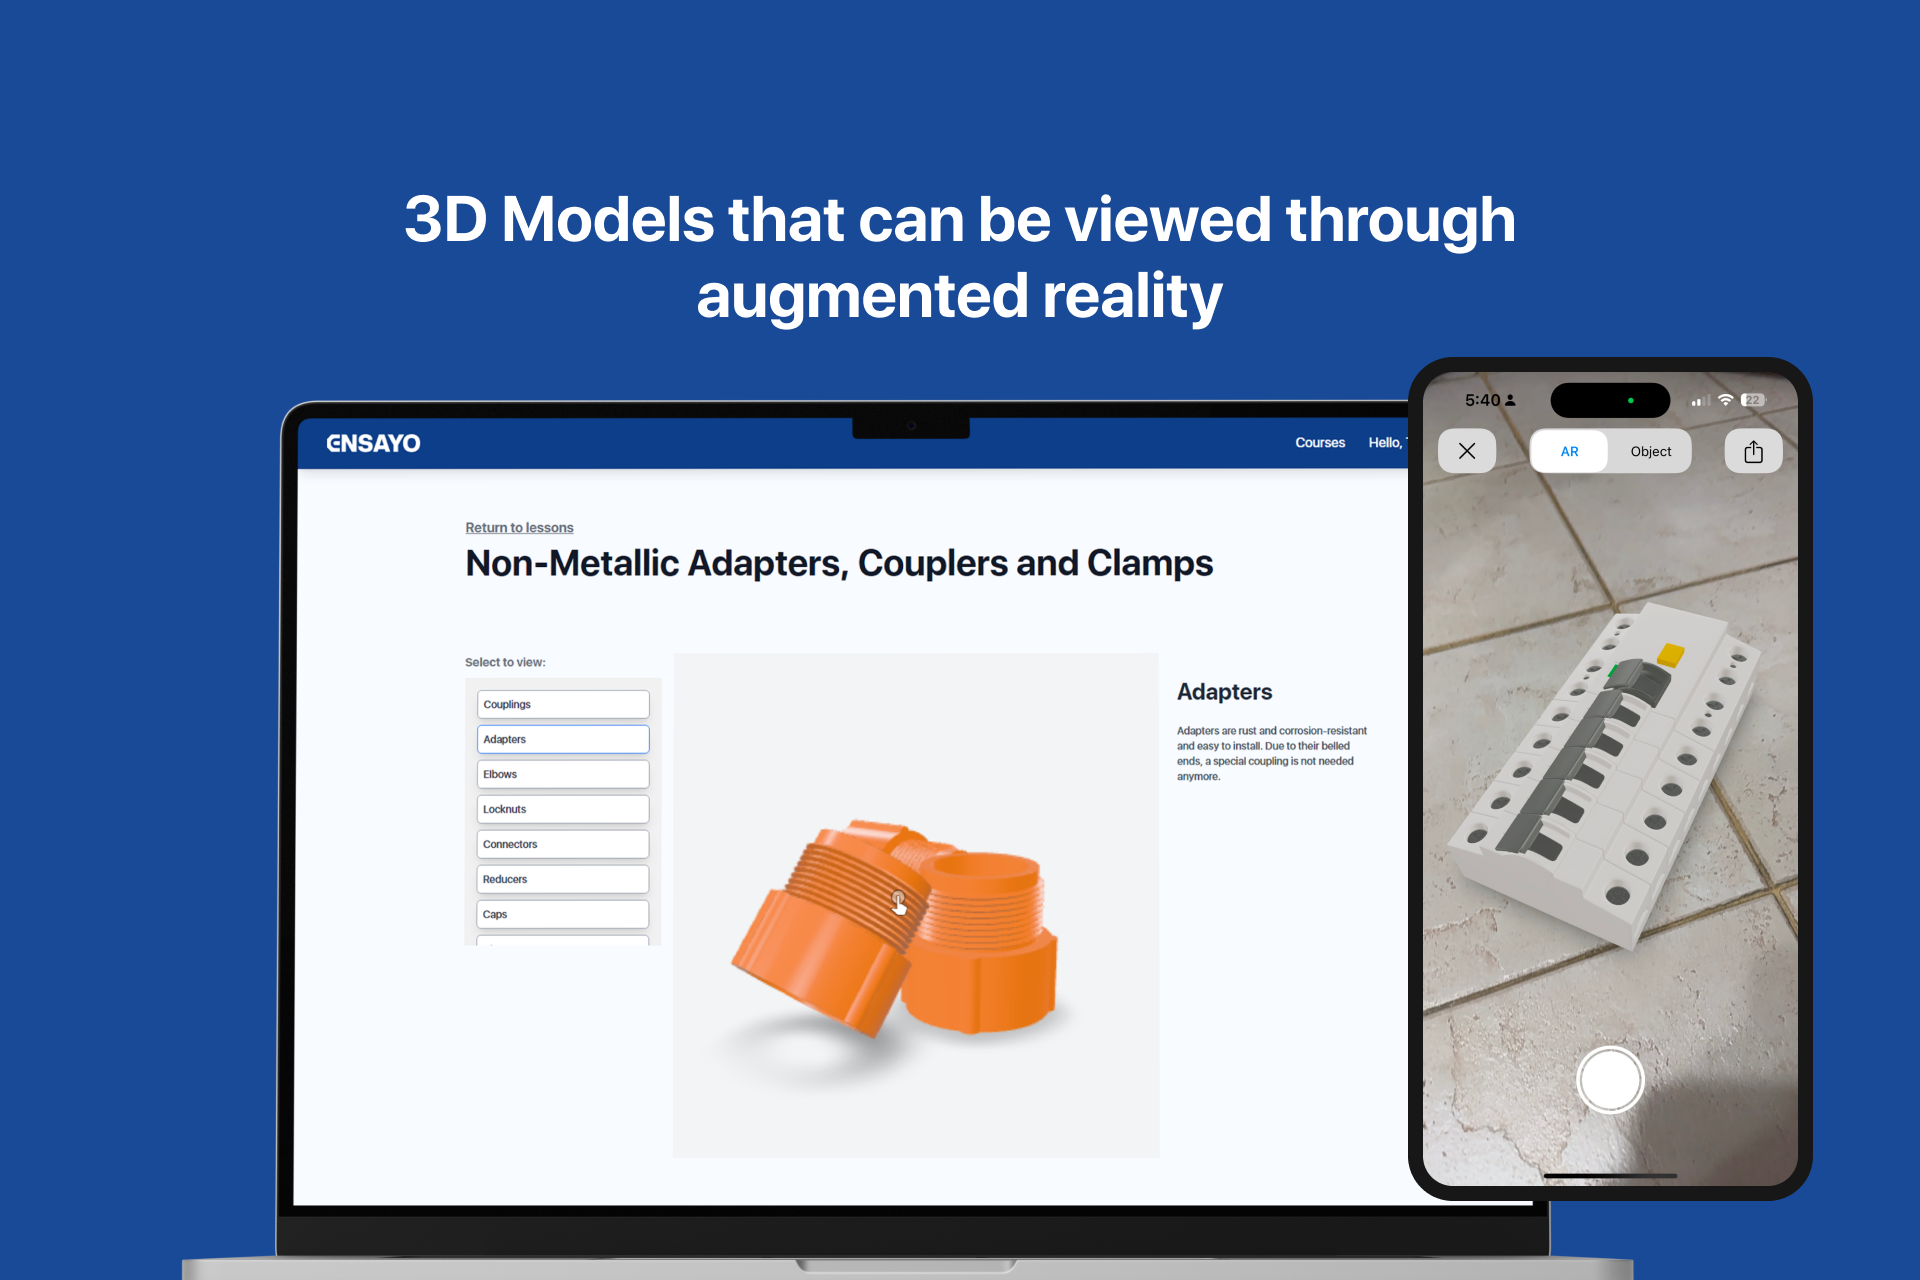 3D Models that can be viewed through
augmented reality
ENSAYO
Courses
Hello,
Return to lessons
Non-Metallic Adapters, Couplers and Clamps
Select to view:
Couplings
Adapters
Elbows
Locknuts
Connectors
Reducers
Caps
Adapters
Adapters are rust and corrosion-resistant
and easy to install. Due to their belled
ends, a special coupling is not needed
anymore.
5:40
22
AR
Object